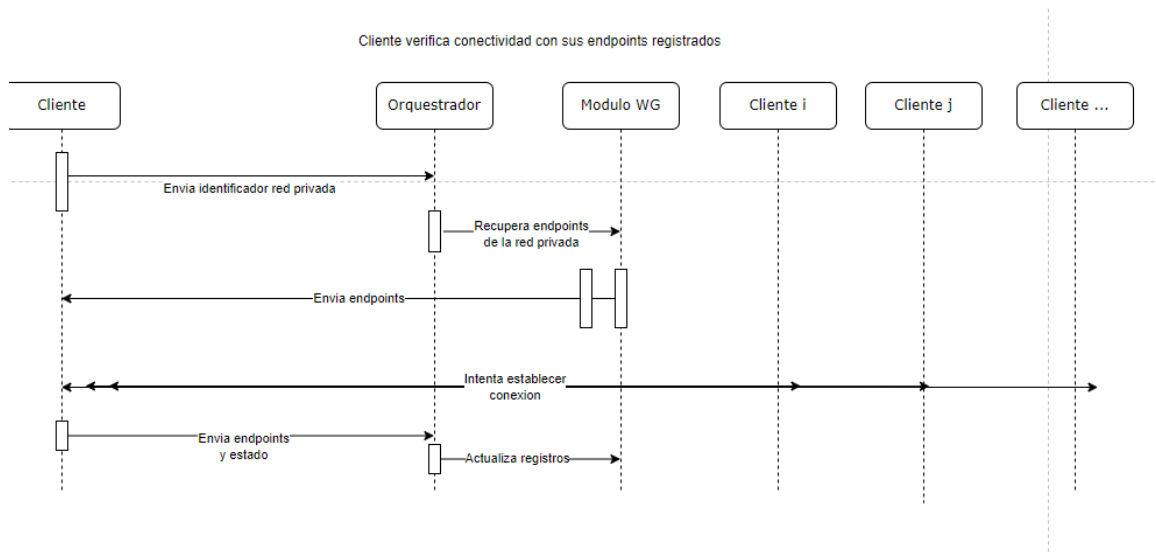 Cliente verifica conectividad con sus endpoints registrados
Cliente
Orquestrador
Modulo WG
Cliente i
Cliente j
Cliente ...
Envia identificador red privada
Recupera endpoints
de la red privada
Envia endpoints
Intenta establecer
conexion
Envia endpoints
y estado
Actualiza registros